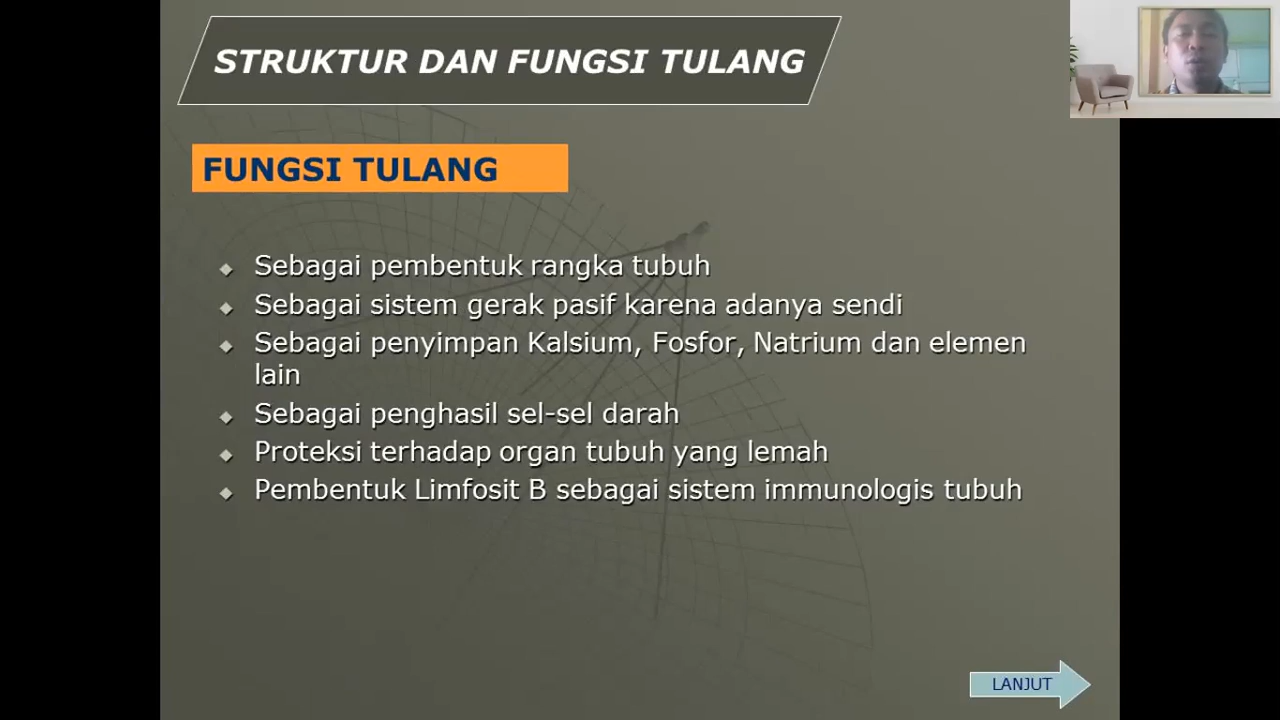 STRUKTUR DAN FUNGSI TULANG
FUNGSI TULANG
Sebagai pembentuk rangka tubuh
Sebagai sistem gerak pasif karena adanya sendi
Sebagai penyimpan Kalsium, Fosfor, Natrium dan elemen
lain
Sebagai penghasil sel-sel darah
Proteksi terhadap organ tubuh yang lemah
Pembentuk Limfosit B sebagai sistem immunologis tubuh
LANJUT